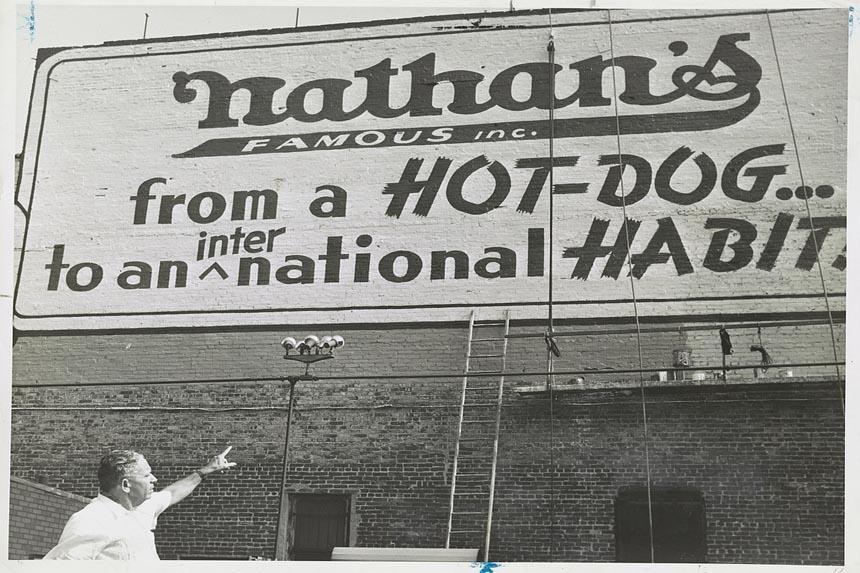 nathan's
FAMOUS inc.
from a HOT-DOG...
inter
to an ^ national HABIT!